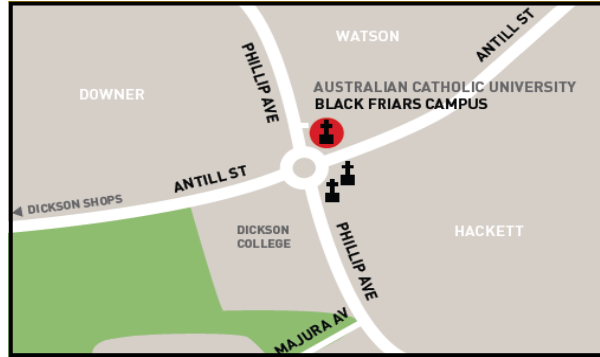 WATSON
ANTILL ST
PHILLIP AVE
DOWNER
AUSTRALIAN CATHOLIC UNIVERSITY
BLACK FRIARS CAMPUS
ANTILL ST
DICKSON SHOPS
DICKSON
COLLEGE
PHILLIP AVE
HACKETT
MAJURA AV